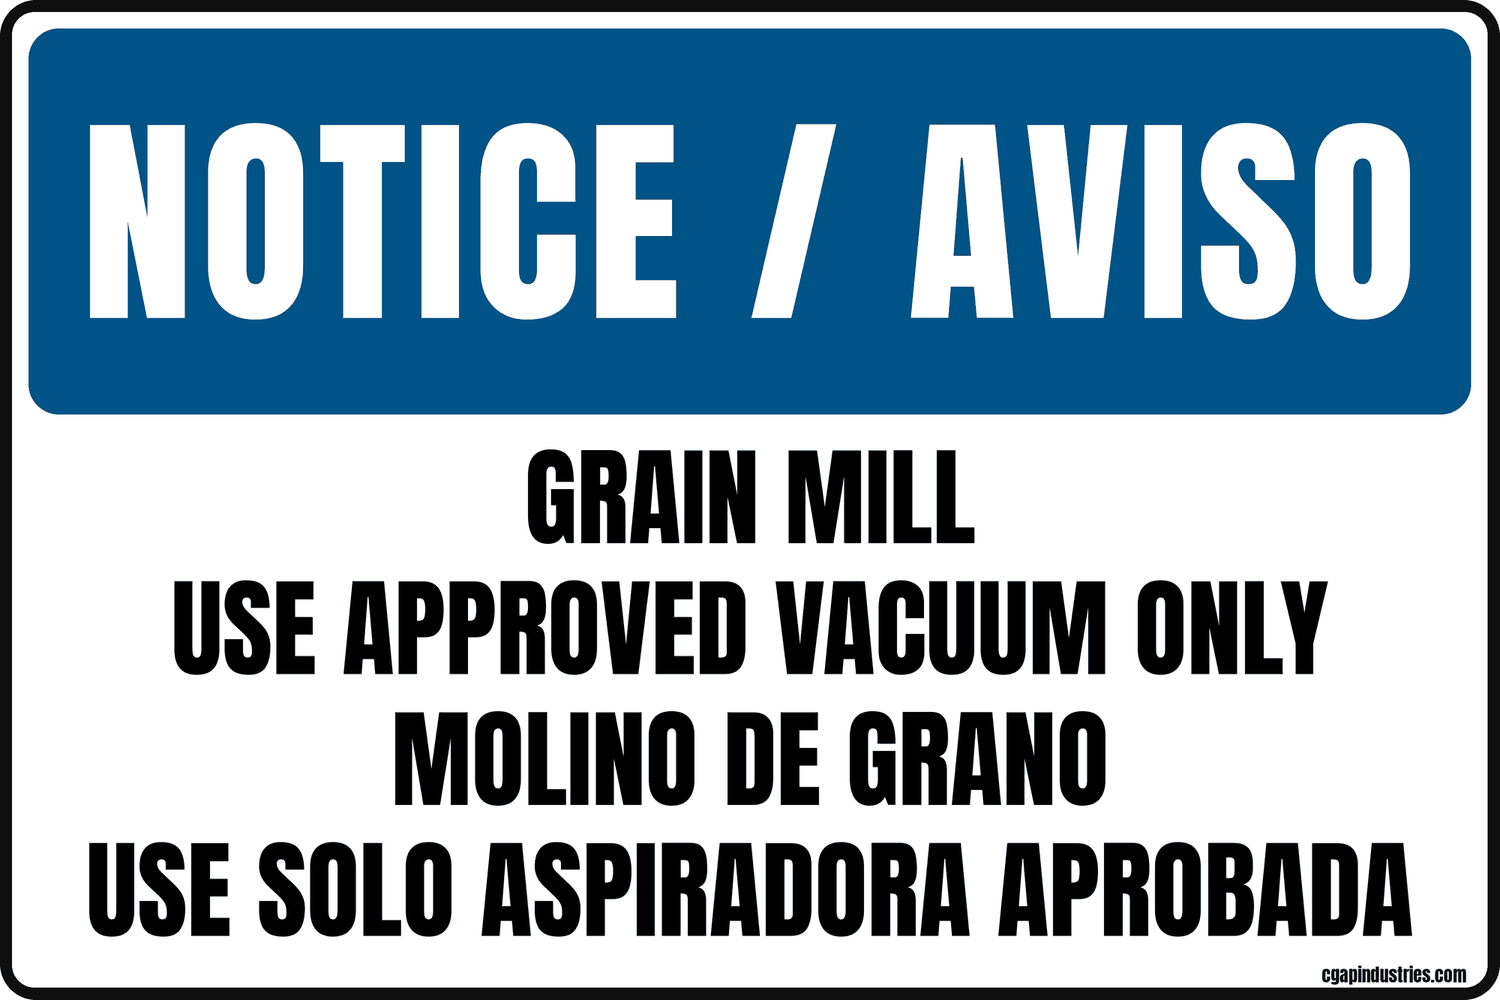 NOTICE / AVISO
GRAIN MILL
USE APPROVED VACUUM ONLY
MOLINO DE GRANO
USE SOLO ASPIRADORA APROBADA
cgapindustries.com